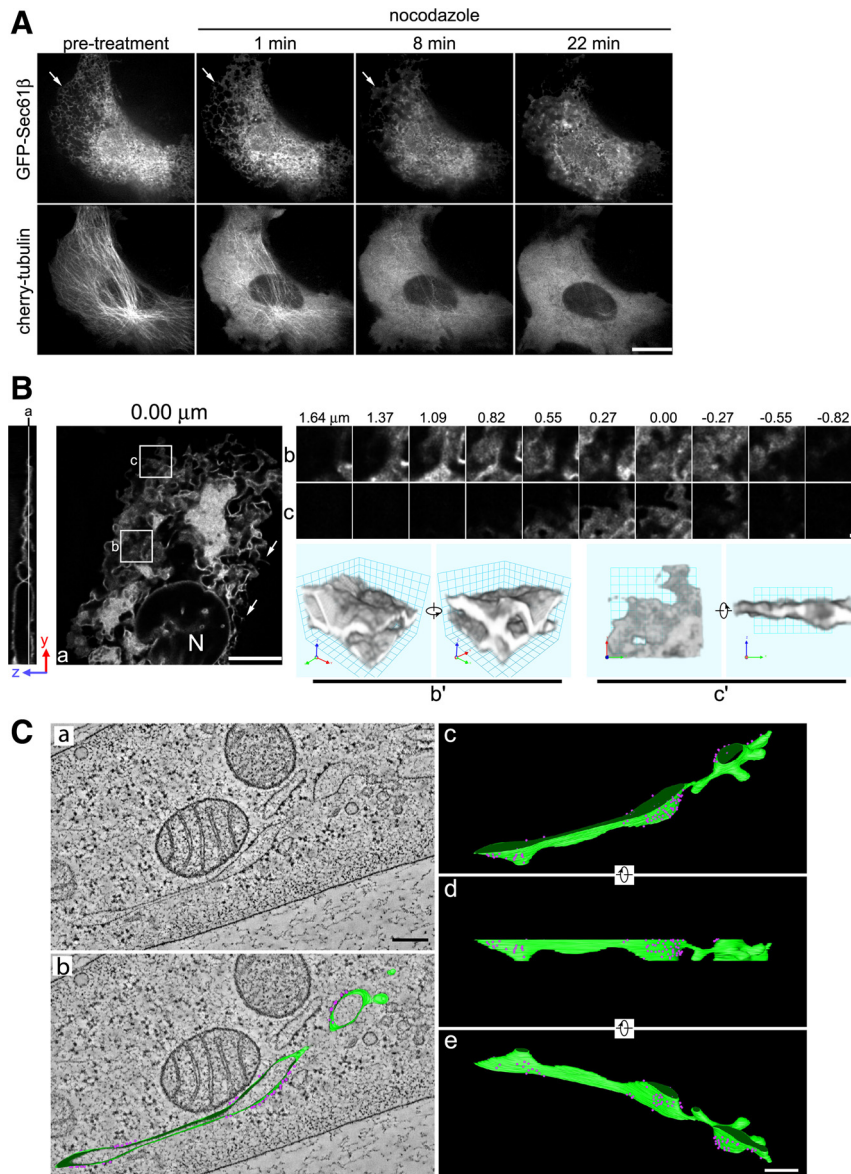 A
nocodazole
pre-treatment 1 min 8 min 22 min
GFP-Sec61β
cherry-tubulin
B
a
0.00 μm
1.64 μm 1.37 1.09 0.82 0.55 0.27 0.00 -0.27 -0.55 -0.82
b
c
c
b
N
a
y
z
b' c'
C
a
b
c
d
e